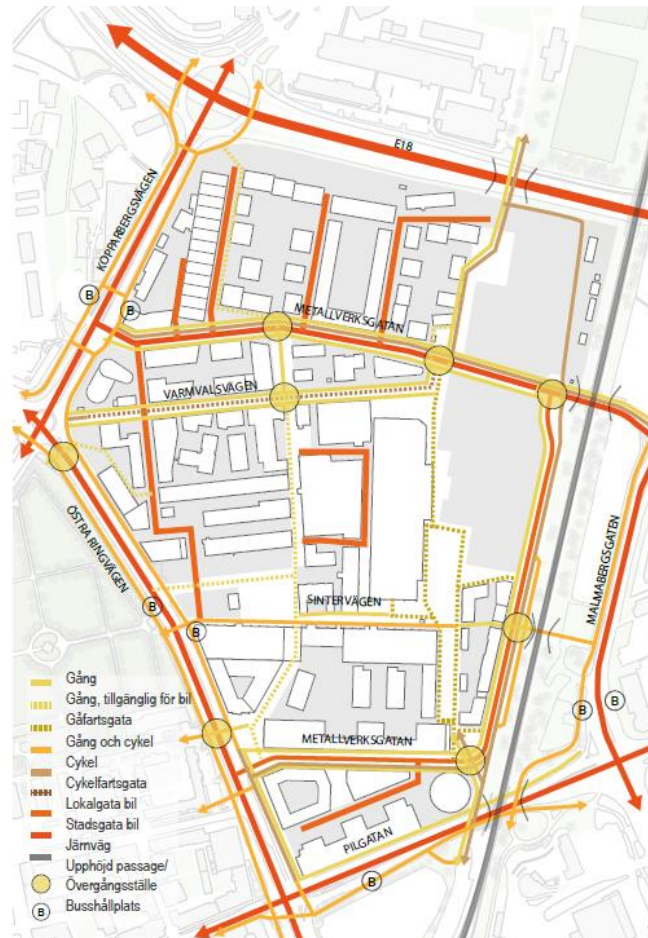 E18
KOPPARBERGSVÄGEN
B
B
METALLVERKSGATAN
VARMVALSVÄGEN
ÖSTRA RINGVÄGEN
MALMABERGSGATEN
SINTERVÄGEN
B
B
B
B
METALLVERKSGATAN
PILGATAN
B
Gång
Gång, tillgänglig för bil
Gåfartsgata
Gång och cykel
Cykel
Cykelfartsgata
Lokalgata bil
Stadsgata bil
Järnväg
Upphöjd passage/
Övergångsställe
B
Busshållplats